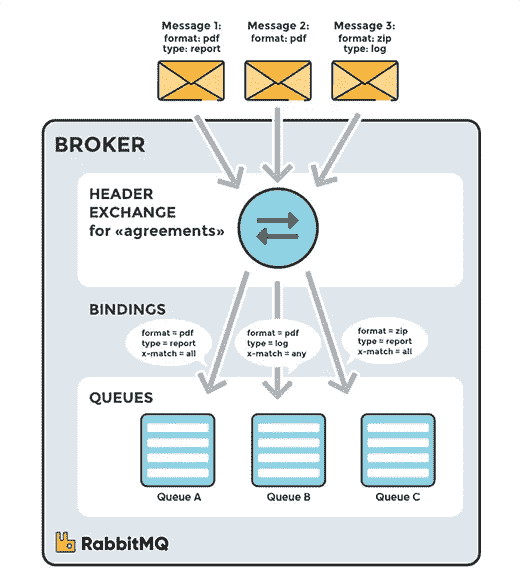 Message 1:
format: pdf
type: report
Message 2:
format: pdf
Message 3:
format: zip
type: log
BROKER
HEADER
EXCHANGE
for «agreements»
BINDINGS
format = pdf
type = report
x-match = all
format = pdf
type = log
x-match = any
format = zip
type = report
x-match = all
QUEUES
Queue A
Queue B
Queue C
RabbitMQ